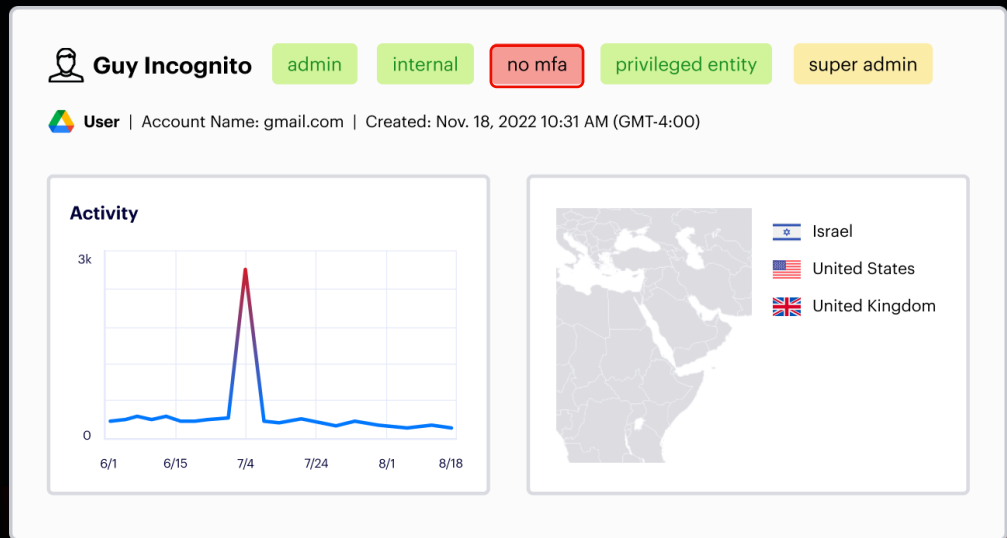 Guy Incognito admin internal no mfa privileged entity super admin
User | Account Name: gmail.com | Created: Nov. 18, 2022 10:31 AM (GMT-4:00)
Activity
3k
0
6/1 6/15 7/4 7/24 8/1 8/18
Israel
United States
United Kingdom